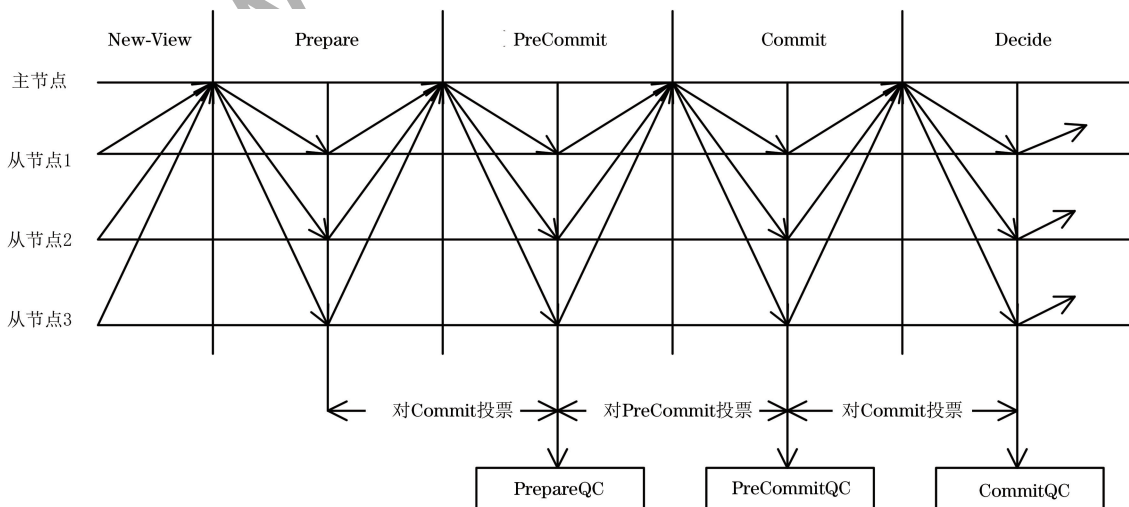 New-View Prepare PreCommit Commit Decide
主节点
从节点1
从节点2
从节点3
对Commit投票 对PreCommit投票 对Commit投票
PrepareQC PreCommitQC CommitQC